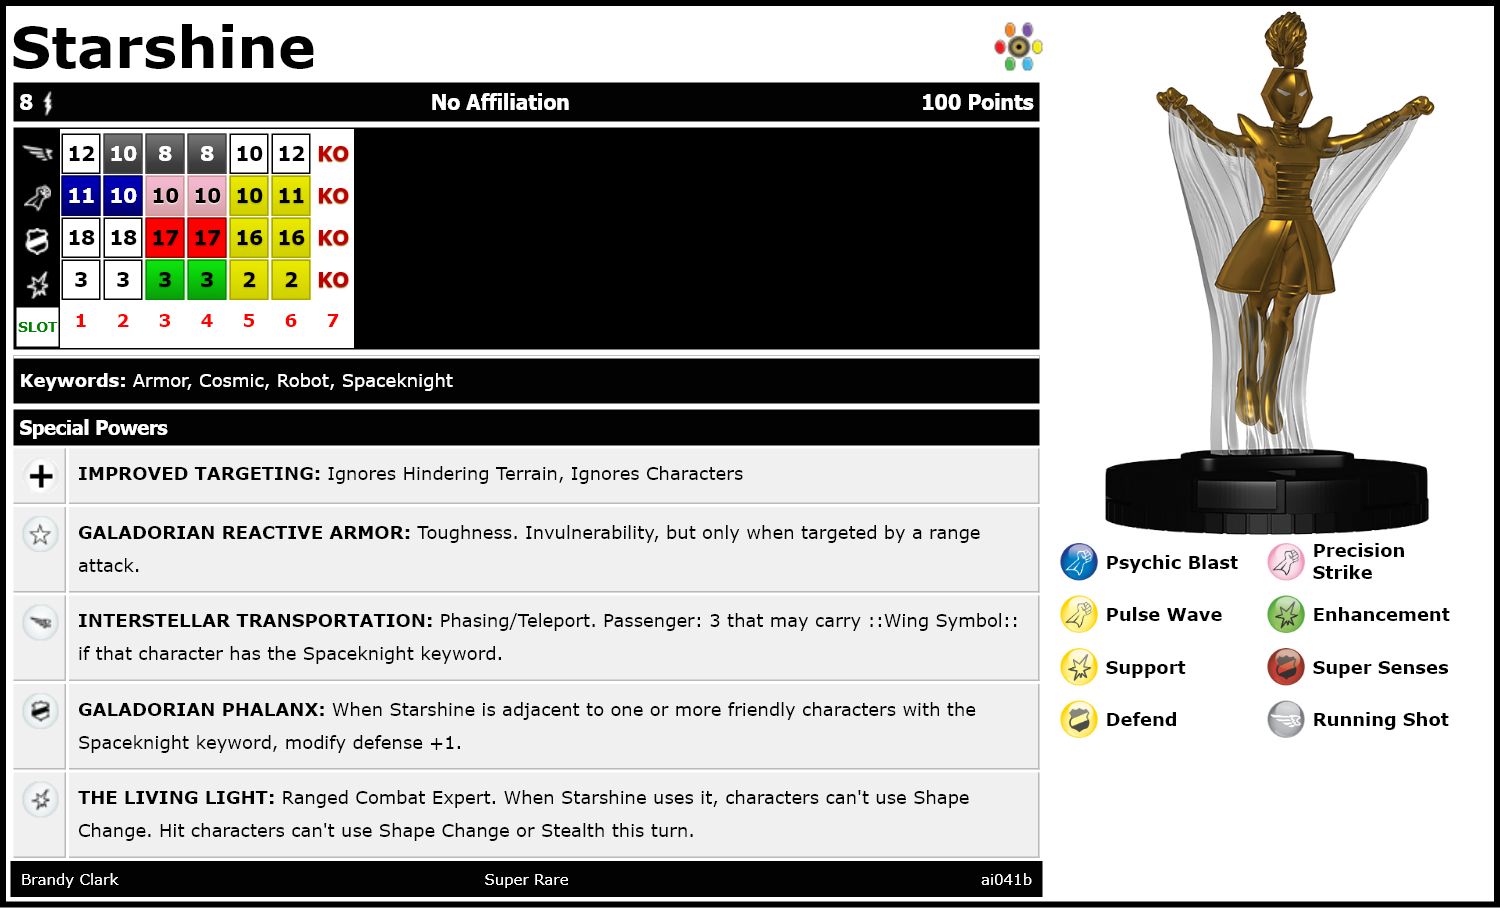 Starshine
8 No Affiliation 100 Points
12 10 8 8 10 12 KO
11 10 10 10 10 11 KO
18 18 17 17 16 16 KO
3 3 3 3 2 2 KO
SLOT 1 2 3 4 5 6 7
Keywords: Armor, Cosmic, Robot, Spaceknight
Special Powers
IMPROVED TARGETING: Ignores Hindering Terrain, Ignores Characters
GALADORIAN REACTIVE ARMOR: Toughness. Invulnerability, but only when targeted by a range
attack.
INTERSTELLAR TRANSPORTATION: Phasing/Teleport. Passenger: 3 that may carry ::Wing Symbol::
if that character has the Spaceknight keyword.
GALADORIAN PHALANX: When Starshine is adjacent to one or more friendly characters with the
Spaceknight keyword, modify defense +1.
THE LIVING LIGHT: Ranged Combat Expert. When Starshine uses it, characters can't use Shape
Change. Hit characters can't use Shape Change or Stealth this turn.
Brandy Clark Super Rare ai041b
Psychic Blast
Precision
Strike
Pulse Wave
Enhancement
Support
Super Senses
Defend
Running Shot